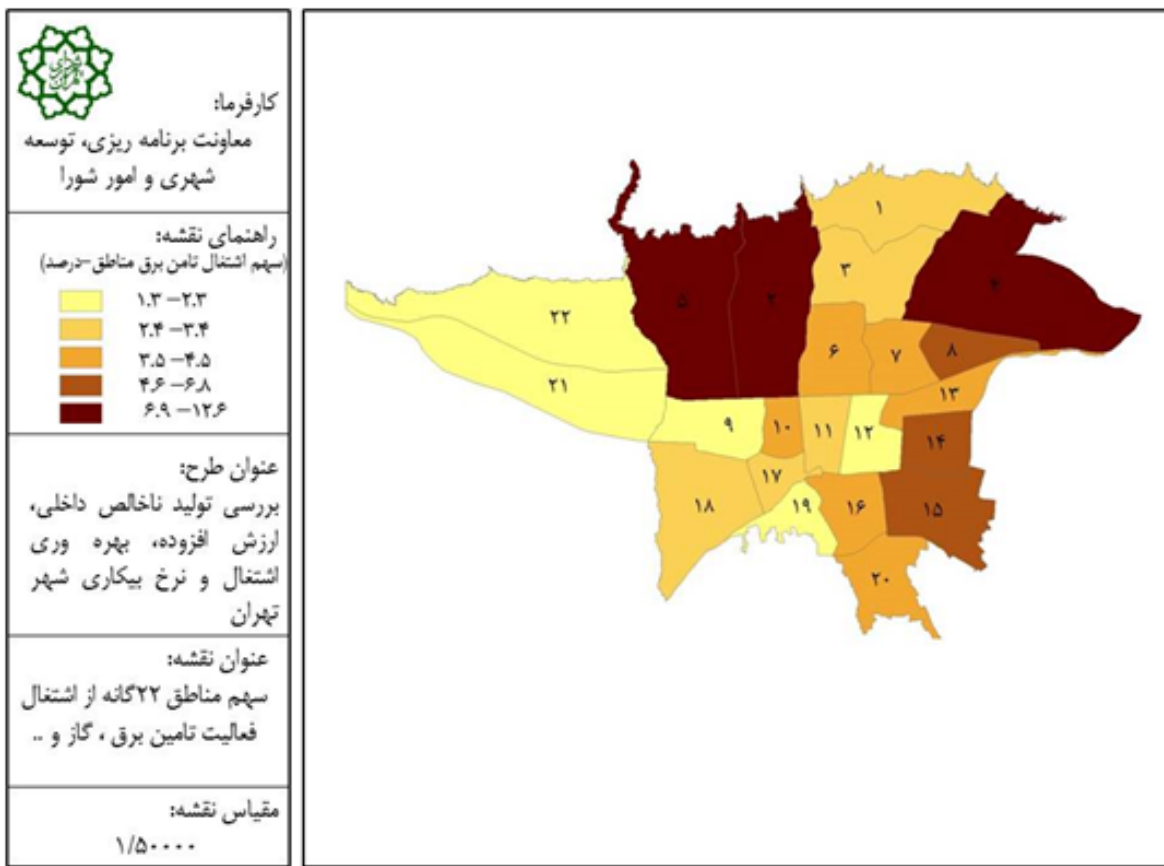 کارفرما:
معاونت برنامه ریزی، توسعه
شهری و امور شورا
راهنمای نقشه:
(سهم اشتغال تامن برق مناطق-درصد)
۱.۳ – ۲.۳
۲.۴ – ۳.۴
۳.۵ – ۴.۵
۴.۶ – ۶.۸
۶.۹ – ۱۲.۶
عنوان طرح:
بررسی تولید ناخالص داخلی،
ارزش افزوده، بهره وری
اشتغال و نرخ بیکاری شهر
تهران
عنوان نقشه:
سهم مناطق ۲۲گانه از اشتغال
فعالیت تامین برق ، گاز و ..
مقیاس نقشه:
۱/۵۰۰۰۰
۱
۳
۴
۵
۲
۲۲
۶
۷
۸
۲۱
۱۳
۹
۱۰
۱۱
۱۲
۱۴
۱۷
۱۸
۱۹
۱۶
۱۵
۲۰